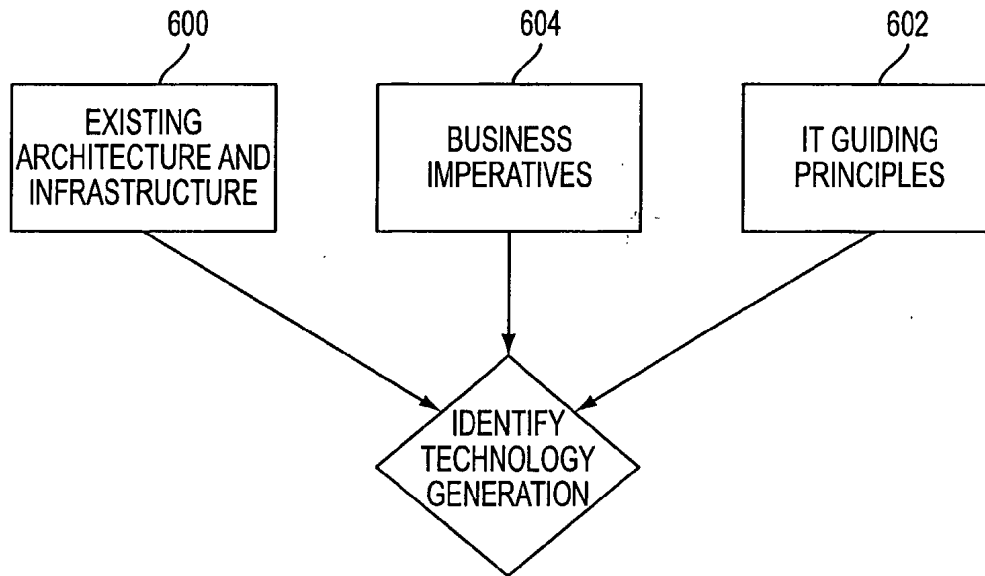 600
604
602
EXISTING
ARCHITECTURE AND
INFRASTRUCTURE
BUSINESS
IMPERATIVES
IT GUIDING
PRINCIPLES
IDENTIFY
TECHNOLOGY
GENERATION